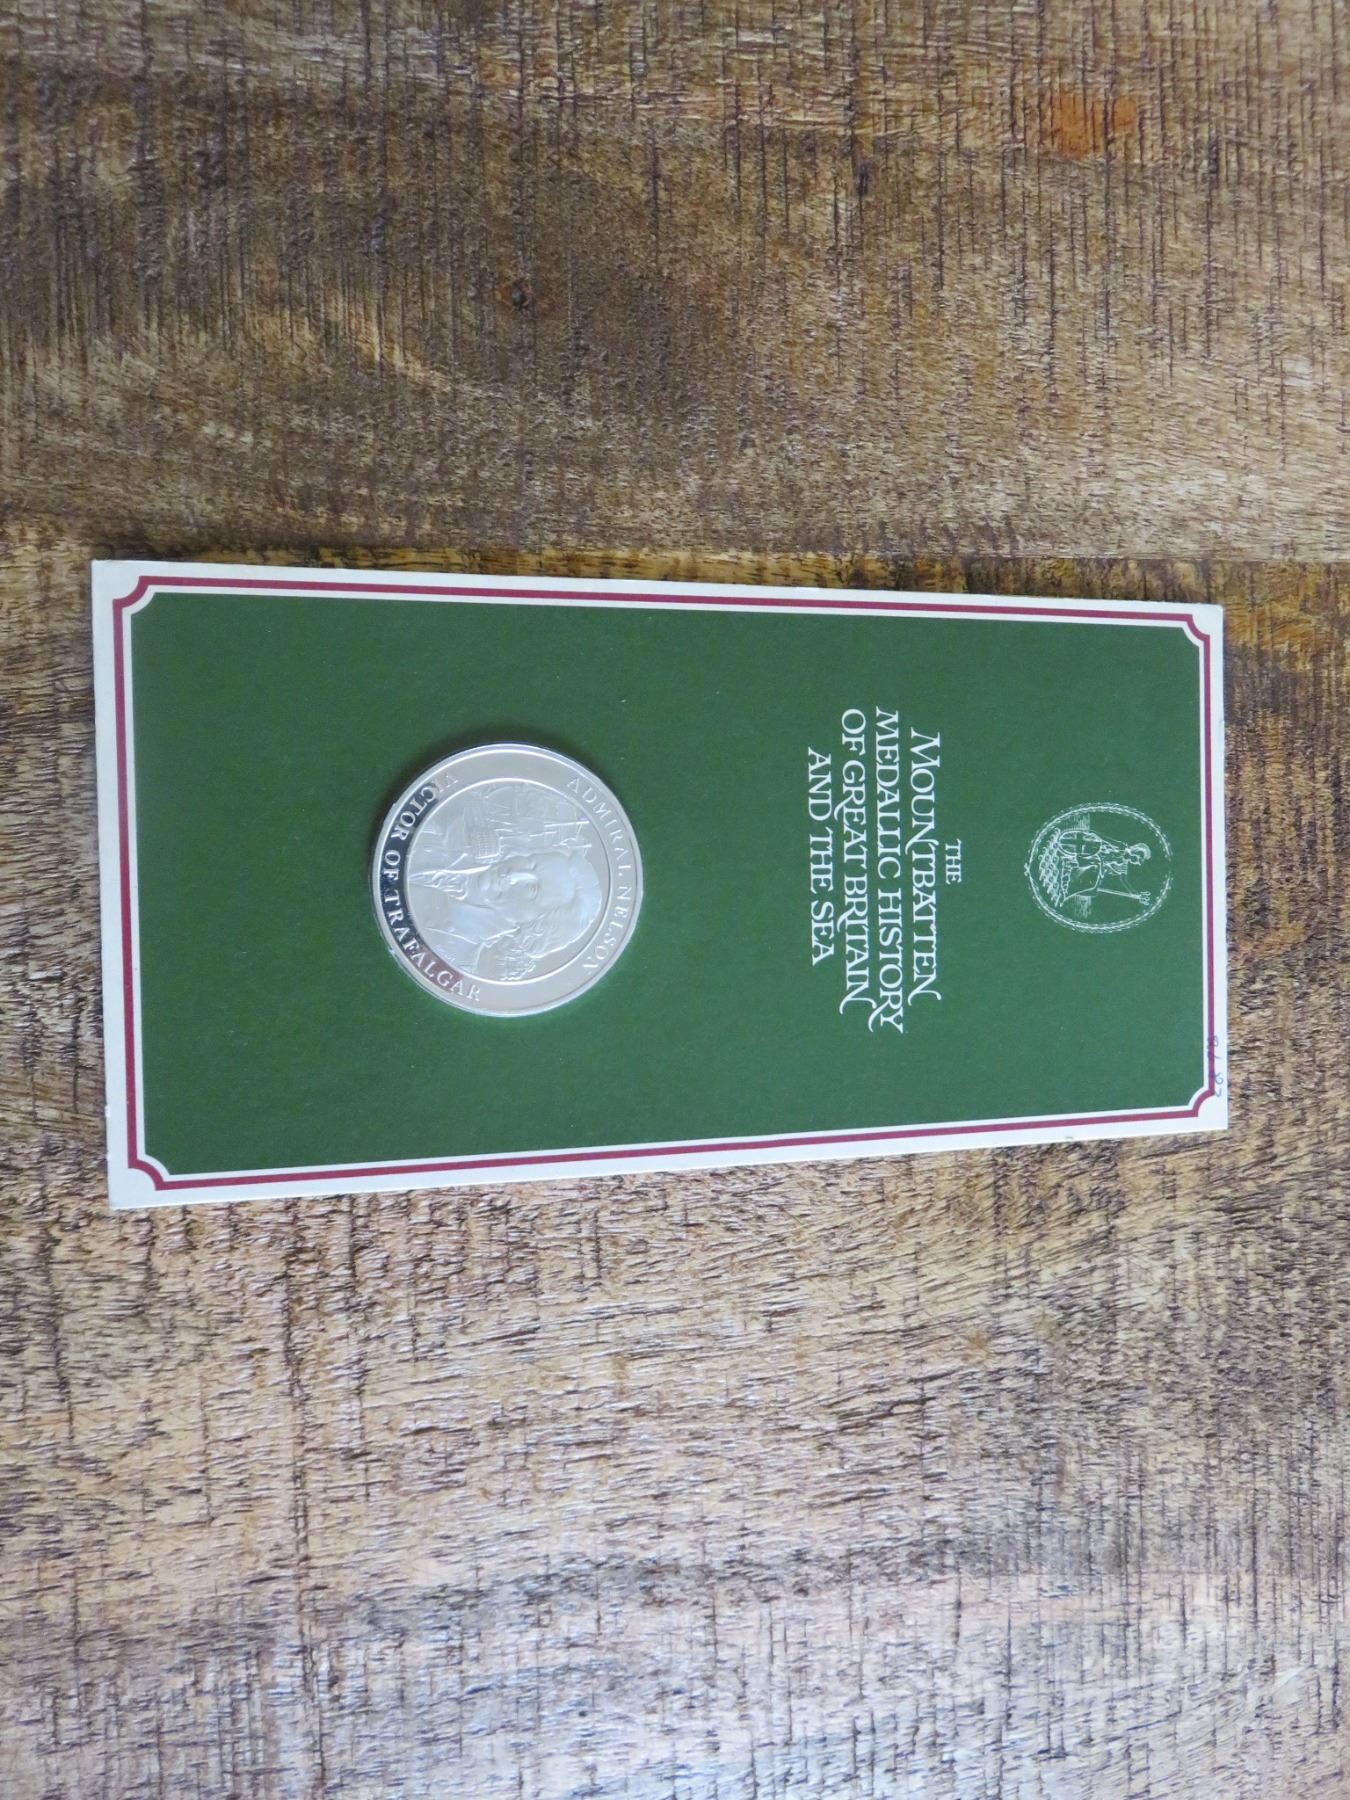 THE
MOUNTBATTEN
MEDALLIC HISTORY
OF GREAT BRITAIN
AND THE SEA
ADMIRAL NELSON
VICTOR OF TRAFALGAR